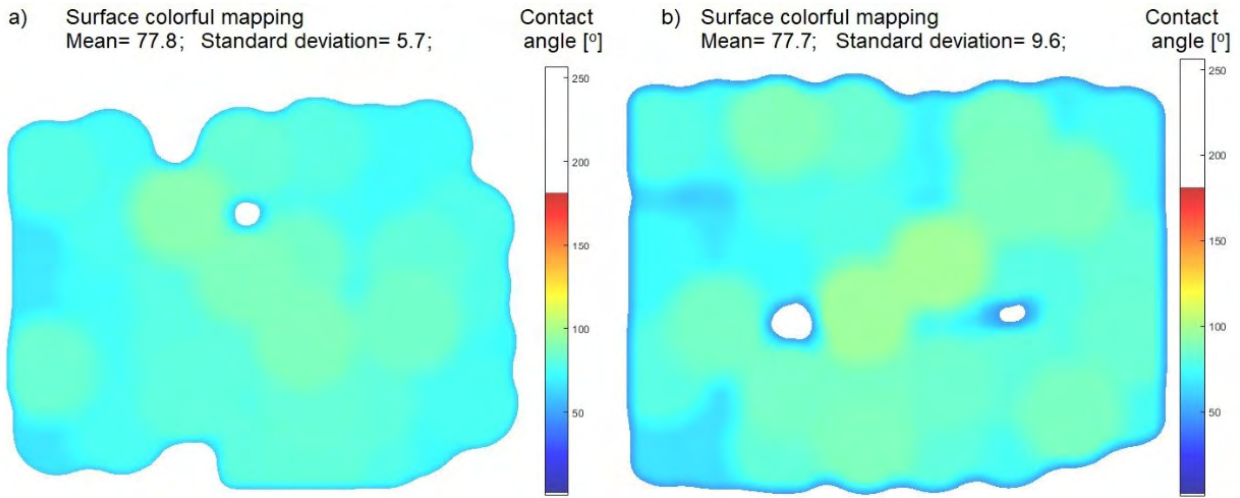 a) Surface colorful mapping
Mean= 77.8; Standard deviation= 5.7;
Contact
angle [º]
250
200
150
100
50
b) Surface colorful mapping
Mean= 77.7; Standard deviation= 9.6;
Contact
angle [º]
250
200
150
100
50